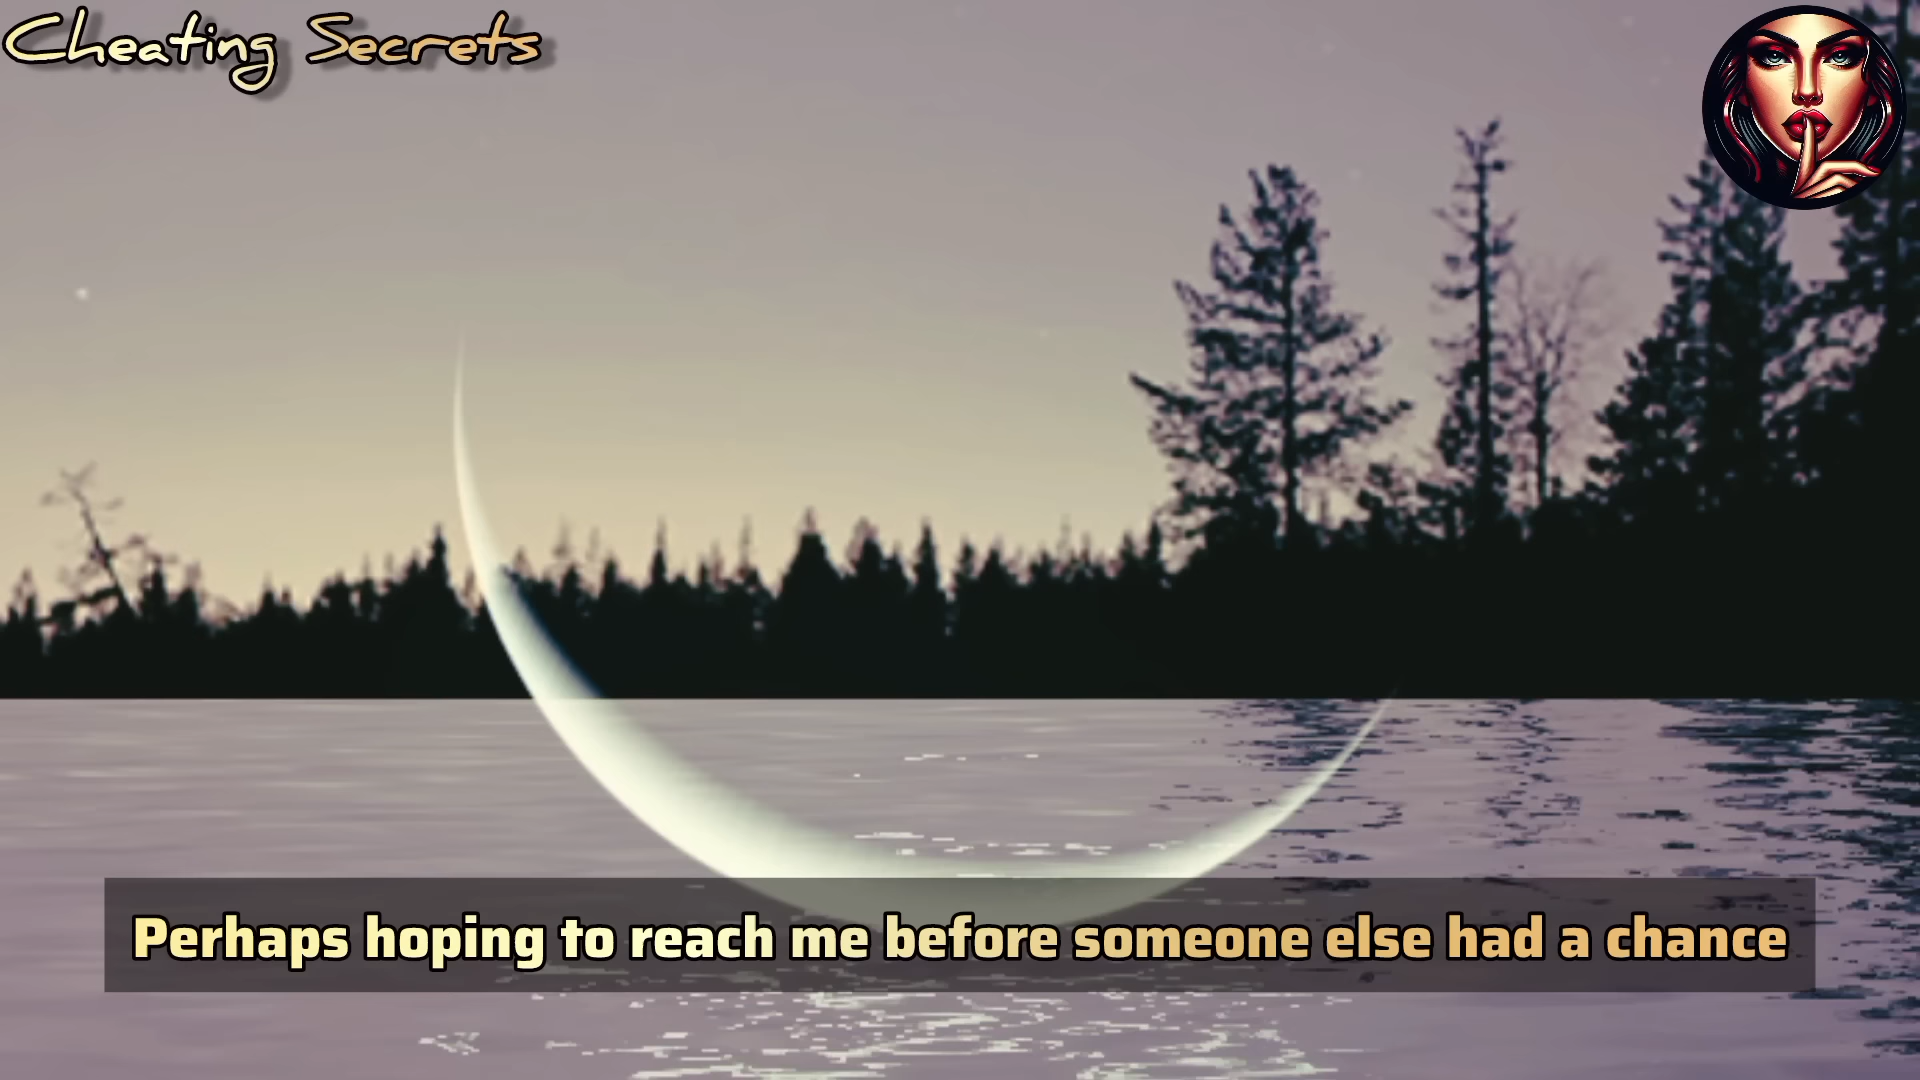 Cheating Secrets
Perhaps hoping to reach me before someone else had a chance